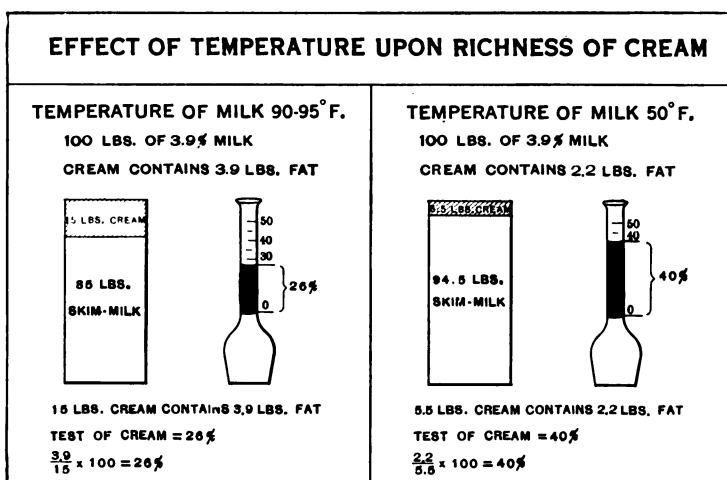 EFFECT OF TEMPERATURE UPON RICHNESS OF CREAM
TEMPERATURE OF MILK 90-95°F.
100 LBS. OF 3.9% MILK
CREAM CONTAINS 3.9 LBS. FAT
15 LBS. CREAM
85 LBS.
SKIM-MILK
50
40
30
0
26%
15 LBS. CREAM CONTAINS 3.9 LBS. FAT
TEST OF CREAM = 26%
3.9/15 x 100 = 26%
TEMPERATURE OF MILK 50°F.
100 LBS. OF 3.9% MILK
CREAM CONTAINS 2.2 LBS. FAT
5.5 LBS. CREAM
94.5 LBS.
SKIM-MILK
50
40
0
40%
5.5 LBS. CREAM CONTAINS 2.2 LBS. FAT
TEST OF CREAM = 40%
2.2/5.5 x 100 = 40%